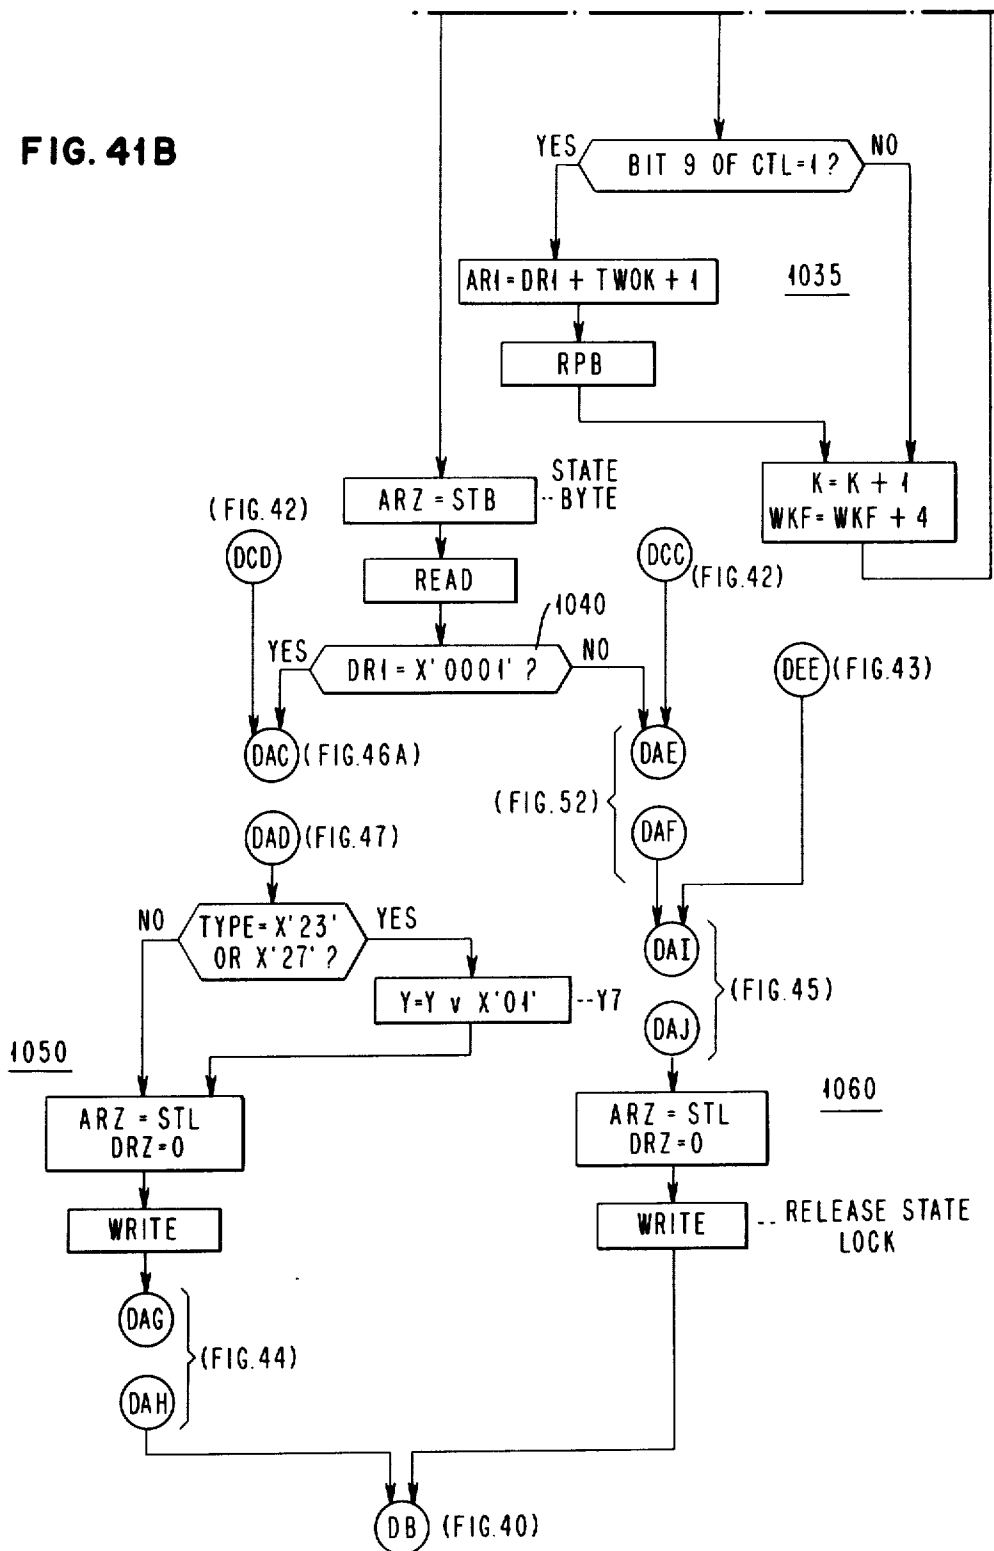 FIG. 41B
YES
NO
BIT 9 OF CTL=1?
AR1=DR1 + TWOK + 1
1035
RPB
K=K+1
WKF=WKF+4
ARZ=STB
--
STATE
BYTE
(FIG.42)
DCD
READ
DCC
(FIG.42)
1040
YES
NO
DR1=X'0001'?
DEE
(FIG.43)
DAC
(FIG.46A)
DAE
(FIG.52)
DAD
(FIG.47)
DAF
NO
YES
TYPE=X'23'
OR X'27'?
DAI
(FIG.45)
Y=Y v X'01'
--Y7
DAJ
1050
1060
ARZ = STL
DRZ=0
ARZ = STL
DRZ=0
WRITE
WRITE
-- RELEASE STATE
LOCK
DAG
(FIG.44)
DAH
DB
(FIG.40)